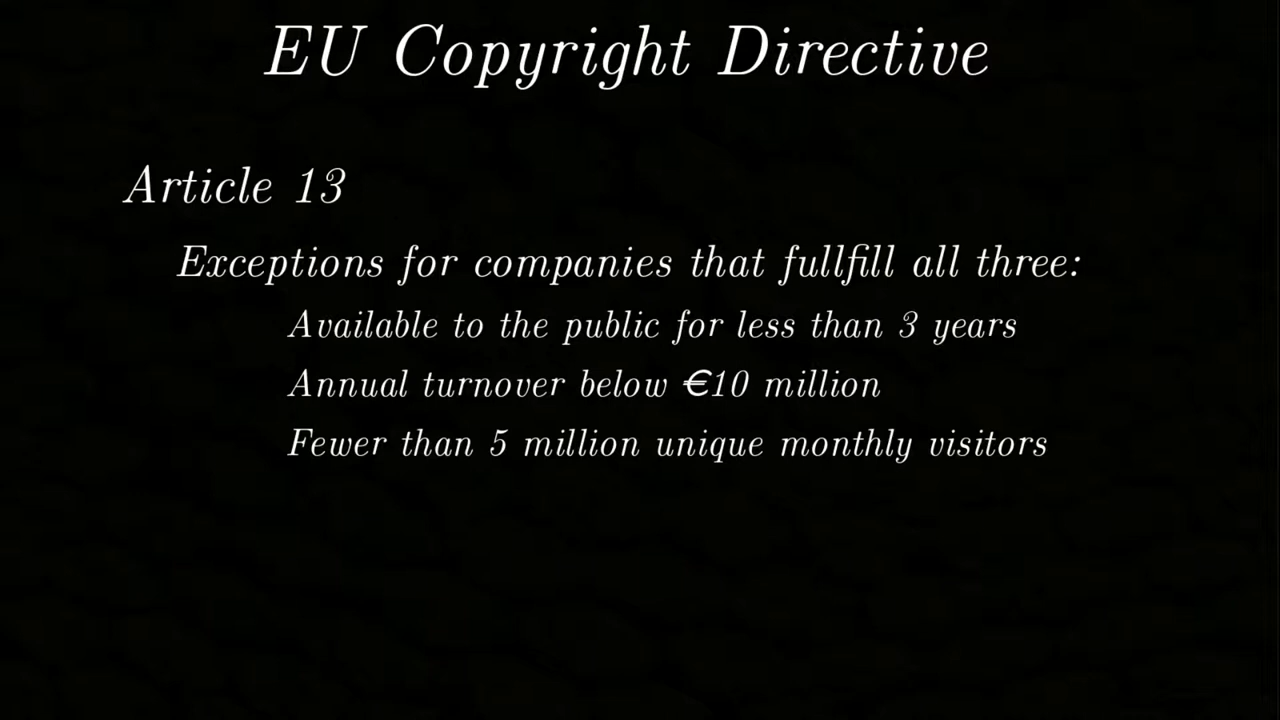 EU Copyright Directive
Article 13
Exceptions for companies that fullfill all three:
Available to the public for less than 3 years
Annual turnover below €10 million
Fewer than 5 million unique monthly visitors